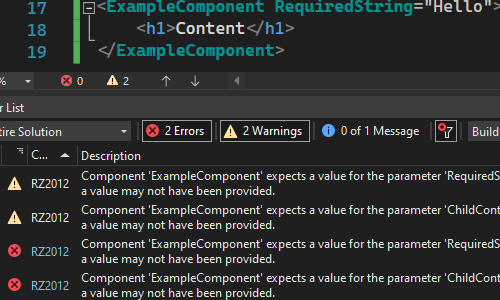 17 <ExampleComponent RequiredString="Hello">
18 <h1>Content</h1>
19 </ExampleComponent>
% 0 2
List
tire Solution 2 Errors 2 Warnings 0 of 1 Message Build
C... Description
RZ2012 Component 'ExampleComponent' expects a value for the parameter 'RequiredS
a value may not have been provided.
RZ2012 Component 'ExampleComponent' expects a value for the parameter 'ChildCont
a value may not have been provided.
RZ2012 Component 'ExampleComponent' expects a value for the parameter 'RequiredS
a value may not have been provided.
RZ2012 Component 'ExampleComponent' expects a value for the parameter 'ChildCont
a value may not have been provided.